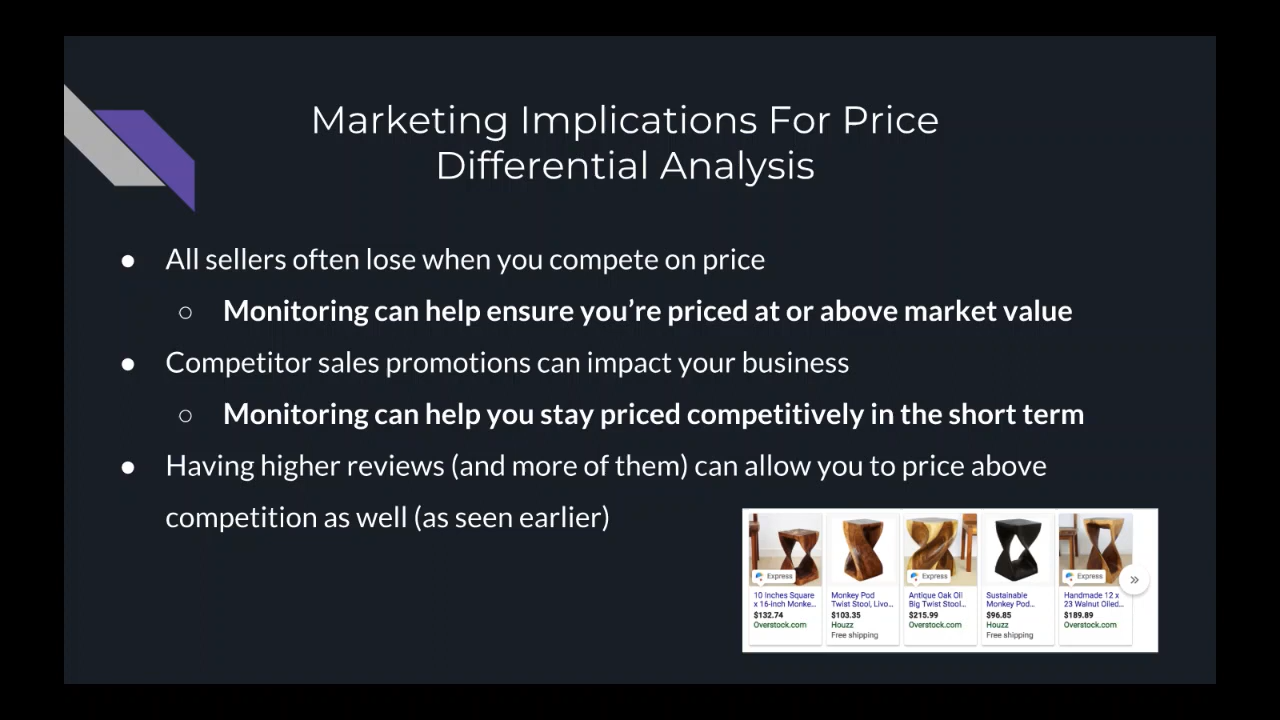 Marketing Implications For Price
Differential Analysis
● All sellers often lose when you compete on price
○ Monitoring can help ensure you’re priced at or above market value
● Competitor sales promotions can impact your business
○ Monitoring can help you stay priced competitively in the short term
● Having higher reviews (and more of them) can allow you to price above
competition as well (as seen earlier)
Express
10 Inches Square
x 16-inch Monke...
$132.74
Overstock.com
Monkey Pod
Twist Stool, Livo...
$103.35
Houzz
Free shipping
Express
Antique Oak Oil
Big Twist Stool...
$215.99
Overstock.com
Sustainable
Monkey Pod...
$96.85
Houzz
Free shipping
Express
Handmade 12 x
23 Walnut Oiled...
$189.89
Overstock.com
»